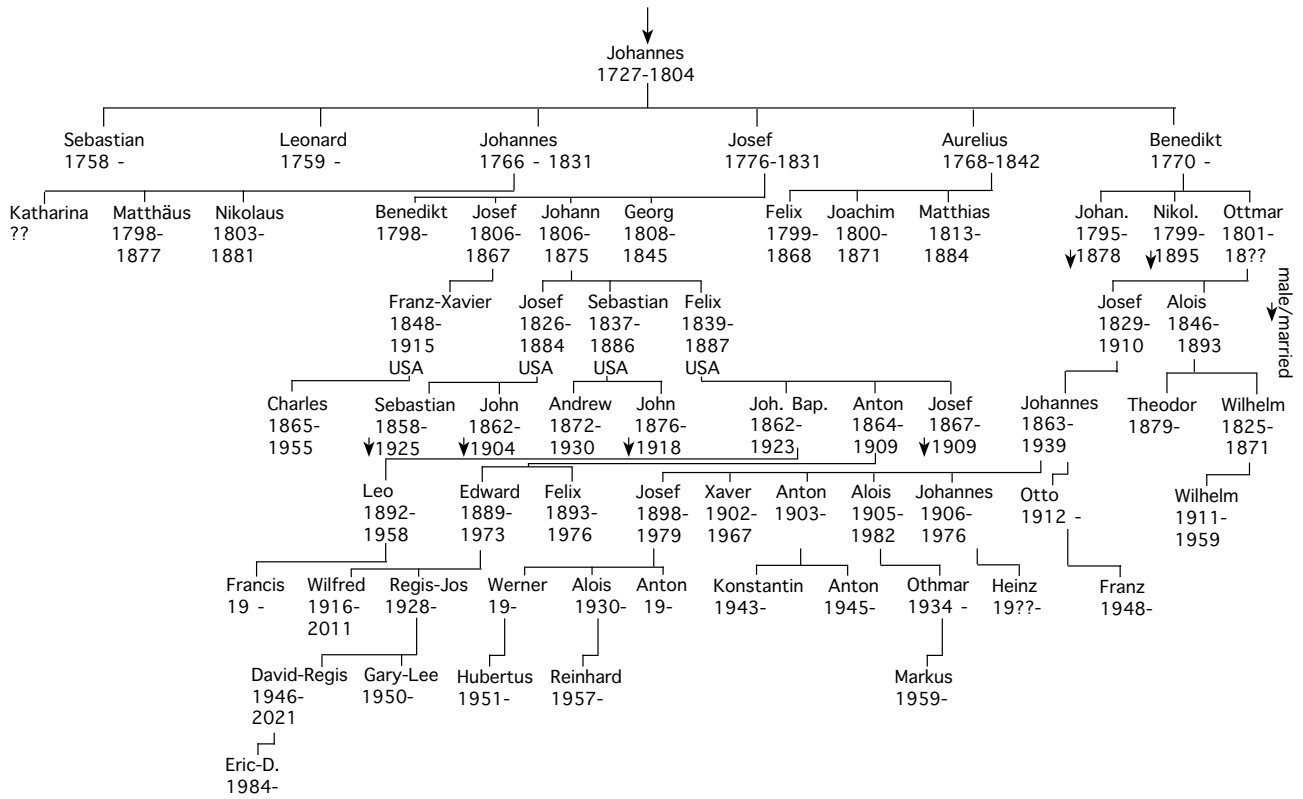 Johannes
1727-1804
Sebastian
1758 -
Leonard
1759 -
Johannes
1766 - 1831
Josef
1776-1831
Aurelius
1768-1842
Benedikt
1770 -
Katharina
??
Matthäus
1798-
1877
Nikolaus
1803-
1881
Benedikt
1798-
Josef
1806-
1867
Johann
1806-
1875
Georg
1808-
1845
Felix
1799-
1868
Joachim
1800-
1871
Matthias
1813-
1884
Johan.
1795-
1878
Nikol.
1799-
1895
Ottmar
1801-
18??
male/married
Franz-Xavier
1848-
1915
USA
Josef
1826-
1884
USA
Sebastian
1837-
1886
USA
Felix
1839-
1887
USA
Josef
1829-
1910
Alois
1846-
1893
Charles
1865-
1955
Sebastian
1858-
1925
John
1862-
1904
Andrew
1872-
1930
John
1876-
1918
Joh. Bap.
1862-
1923
Anton
1864-
1909
Josef
1867-
1909
Johannes
1863-
1939
Theodor
1879-
Wilhelm
1825-
1871
Leo
1892-
1958
Edward
1889-
1973
Felix
1893-
1976
Josef
1898-
1979
Xaver
1902-
1967
Anton
1903-
Alois
1905-
1982
Johannes
1906-
1976
Otto
1912 -
Wilhelm
1911-
1959
Francis
19 -
Wilfred
1916-
2011
Regis-Jos
1928-
Werner
19-
Alois
1930-
Anton
19-
Konstantin
1943-
Anton
1945-
Othmar
1934 -
Heinz
19??-
Franz
1948-
David-Regis
1946-
2021
Gary-Lee
1950-
Hubertus
1951-
Reinhard
1957-
Markus
1959-
Eric-D.
1984-